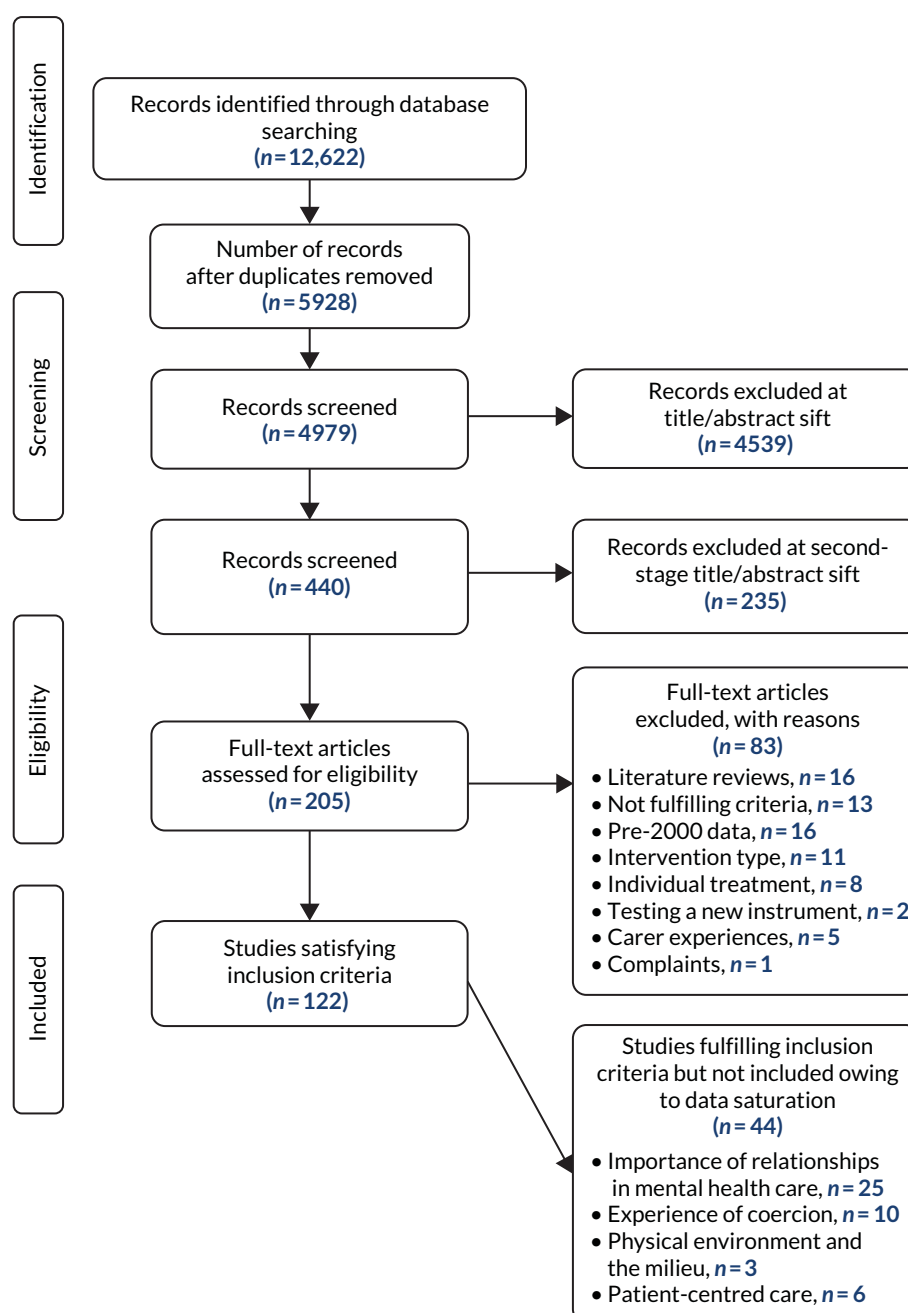 Identification
Records identified through database
searching
(n=12,622)
Number of records
after duplicates removed
(n=5928)
Screening
Records screened
(n=4979)
Records excluded at
title/abstract sift
(n=4539)
Records screened
(n=440)
Records excluded at second-
stage title/abstract sift
(n=235)
Eligibility
Full-text articles
assessed for eligibility
(n=205)
Full-text articles
excluded, with reasons
(n=83)
• Literature reviews, n=16
• Not fulfilling criteria, n=13
• Pre-2000 data, n=16
• Intervention type, n=11
• Individual treatment, n=8
• Testing a new instrument, n=2
• Carer experiences, n=5
• Complaints, n=1
Included
Studies satisfying
inclusion criteria
(n=122)
Studies fulfilling inclusion
criteria but not included owing
to data saturation
(n=44)
• Importance of relationships
in mental health care, n=25
• Experience of coercion, n=10
• Physical environment and
the milieu, n=3
• Patient-centred care, n=6